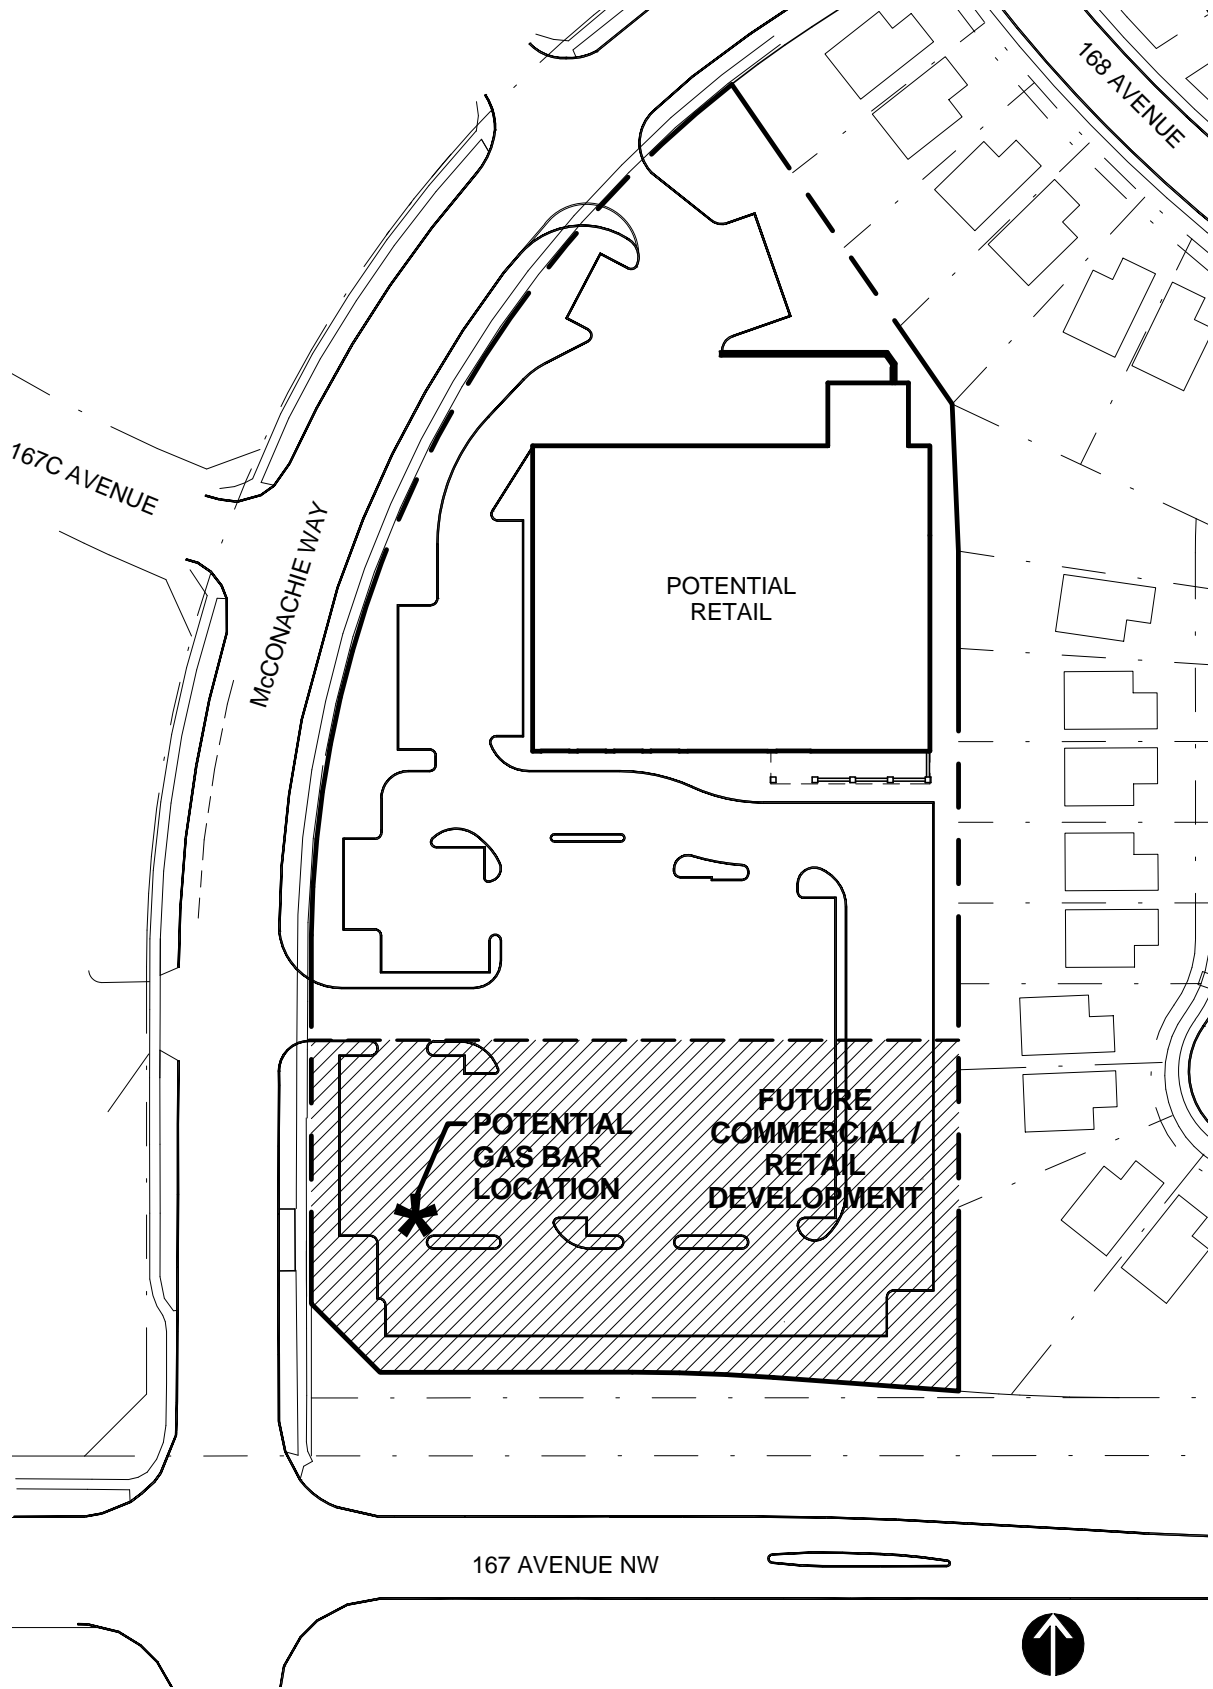 168 AVENUE
167C AVENUE
McCONACHIE WAY
POTENTIAL
RETAIL
POTENTIAL
GAS BAR
LOCATION
FUTURE
COMMERCIAL /
RETAIL
DEVELOPMENT
167 AVENUE NW